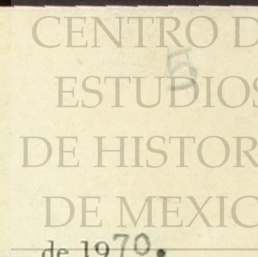 CENTRO D
5
ESTUDIOS
DE HISTOR
DE MEXIC
de 1970.